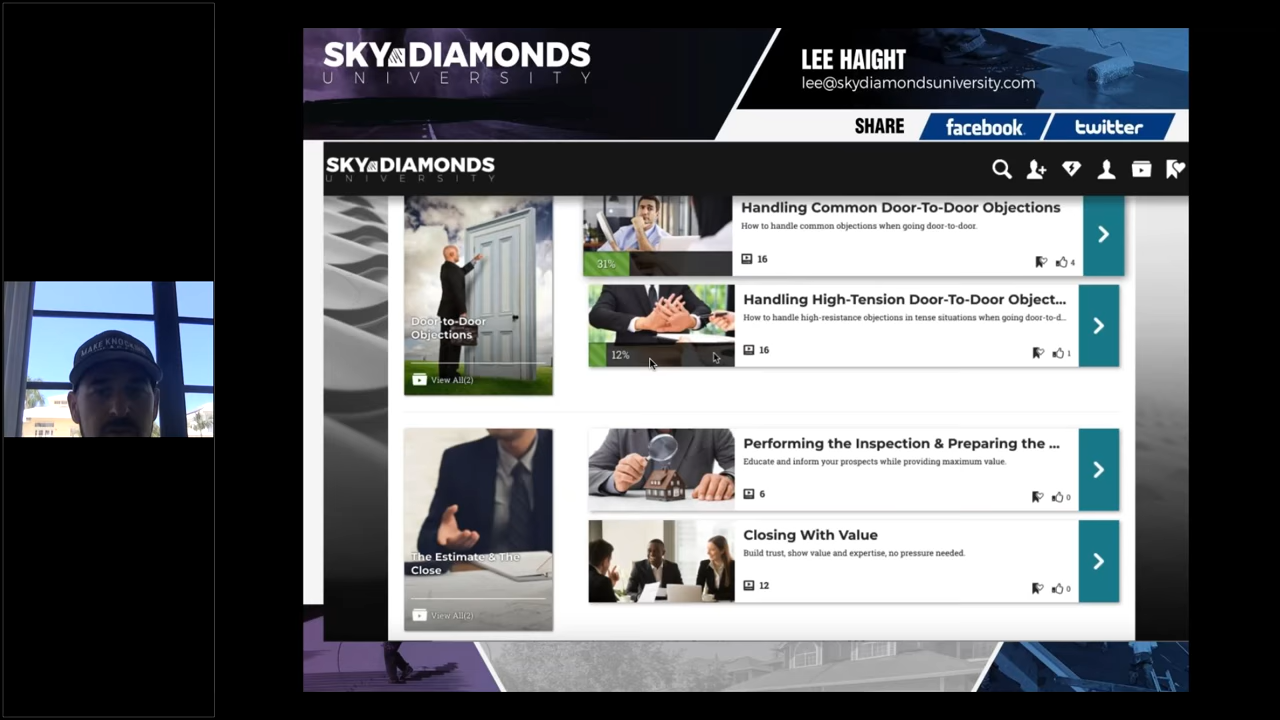 SKY DIAMONDS
UNIVERSITY
LEE HAIGHT
lee@skydiamondsuniversity.com
SHARE
facebook
twitter
SKY DIAMONDS
UNIVERSITY
Handling Common Door-To-Door Objections
How to handle common objections when going door-to-door.
31%
16
4
Door-to-Door
Objections
View All(2)
Handling High-Tension Door-To-Door Object...
How to handle high-resistance objections in tense situations when going door-to-d...
12%
16
1
MAKE KNOCKING
Performing the Inspection & Preparing the ...
Educate and inform your prospects while providing maximum value.
6
0
The Estimate & The
Close
View All(2)
Closing With Value
Build trust, show value and expertise, no pressure needed.
12
0